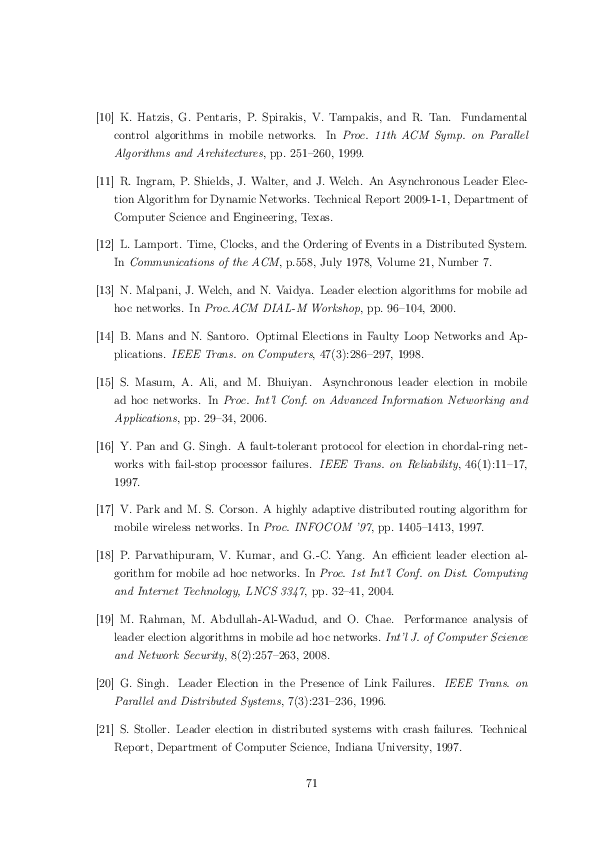 [10] K. Hatzis, G. Pentaris, P. Spirakis, V. Tampakis, and R. Tan. Fundamental
control algorithms in mobile networks. In Proc. 11th ACM Symp. on Parallel
Algorithms and Architectures, pp. 251–260, 1999.
[11] R. Ingram, P. Shields, J. Walter, and J. Welch. An Asynchronous Leader Elec-
tion Algorithm for Dynamic Networks. Technical Report 2009-1-1, Department of
Computer Science and Engineering, Texas.
[12] L. Lamport. Time, Clocks, and the Ordering of Events in a Distributed System.
In Communications of the ACM, p.558, July 1978, Volume 21, Number 7.
[13] N. Malpani, J. Welch, and N. Vaidya. Leader election algorithms for mobile ad
hoc networks. In Proc.ACM DIAL-M Workshop, pp. 96–104, 2000.
[14] B. Mans and N. Santoro. Optimal Elections in Faulty Loop Networks and Ap-
plications. IEEE Trans. on Computers, 47(3):286–297, 1998.
[15] S. Masum, A. Ali, and M. Bhuiyan. Asynchronous leader election in mobile
ad hoc networks. In Proc. Int'l Conf. on Advanced Information Networking and
Applications, pp. 29–34, 2006.
[16] Y. Pan and G. Singh. A fault-tolerant protocol for election in chordal-ring net-
works with fail-stop processor failures. IEEE Trans. on Reliability, 46(1):11–17,
1997.
[17] V. Park and M. S. Corson. A highly adaptive distributed routing algorithm for
mobile wireless networks. In Proc. INFOCOM '97, pp. 1405–1413, 1997.
[18] P. Parvathipuram, V. Kumar, and G.-C. Yang. An efficient leader election al-
gorithm for mobile ad hoc networks. In Proc. 1st Int'l Conf. on Dist. Computing
and Internet Technology, LNCS 3347, pp. 32–41, 2004.
[19] M. Rahman, M. Abdullah-Al-Wadud, and O. Chae. Performance analysis of
leader election algorithms in mobile ad hoc networks. Int'l J. of Computer Science
and Network Security, 8(2):257–263, 2008.
[20] G. Singh. Leader Election in the Presence of Link Failures. IEEE Trans. on
Parallel and Distributed Systems, 7(3):231–236, 1996.
[21] S. Stoller. Leader election in distributed systems with crash failures. Technical
Report, Department of Computer Science, Indiana University, 1997.
71